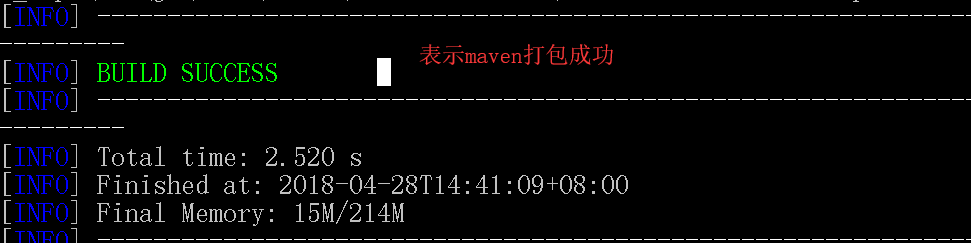 [INFO] ------------------------------------------------------------------------
[INFO] BUILD SUCCESS
表示maven打包成功
[INFO] ------------------------------------------------------------------------
[INFO] Total time: 2.520 s
[INFO] Finished at: 2018-04-28T14:41:09+08:00
[INFO] Final Memory: 15M/214M
[INFO] ------------------------------------------------------------------------